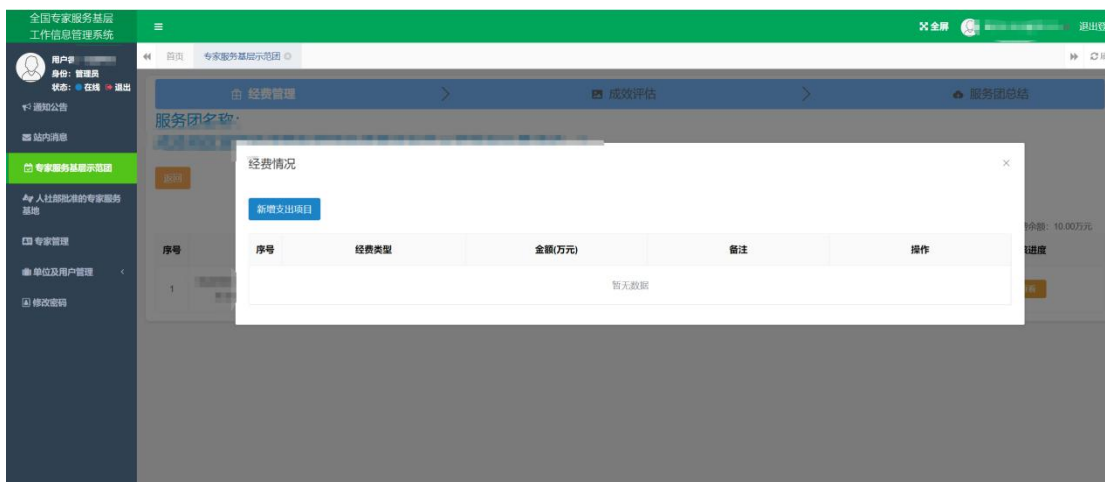 全国专家服务基层
工作信息管理系统
全屏
退出登
用户名
身份：管理员
状态：在线 退出
首页 专家服务基层示范团
通知公告
站内消息
专家服务基层示范团
人社部批准的专家服务
基地
专家管理
单位及用户管理
修改密码
经费管理
成效评估
服务团总结
服务团名称：
返回
余额：10.00万元
序号
进度
1
经费情况
新增支出项目
序号 经费类型 金额(万元) 备注 操作
暂无数据